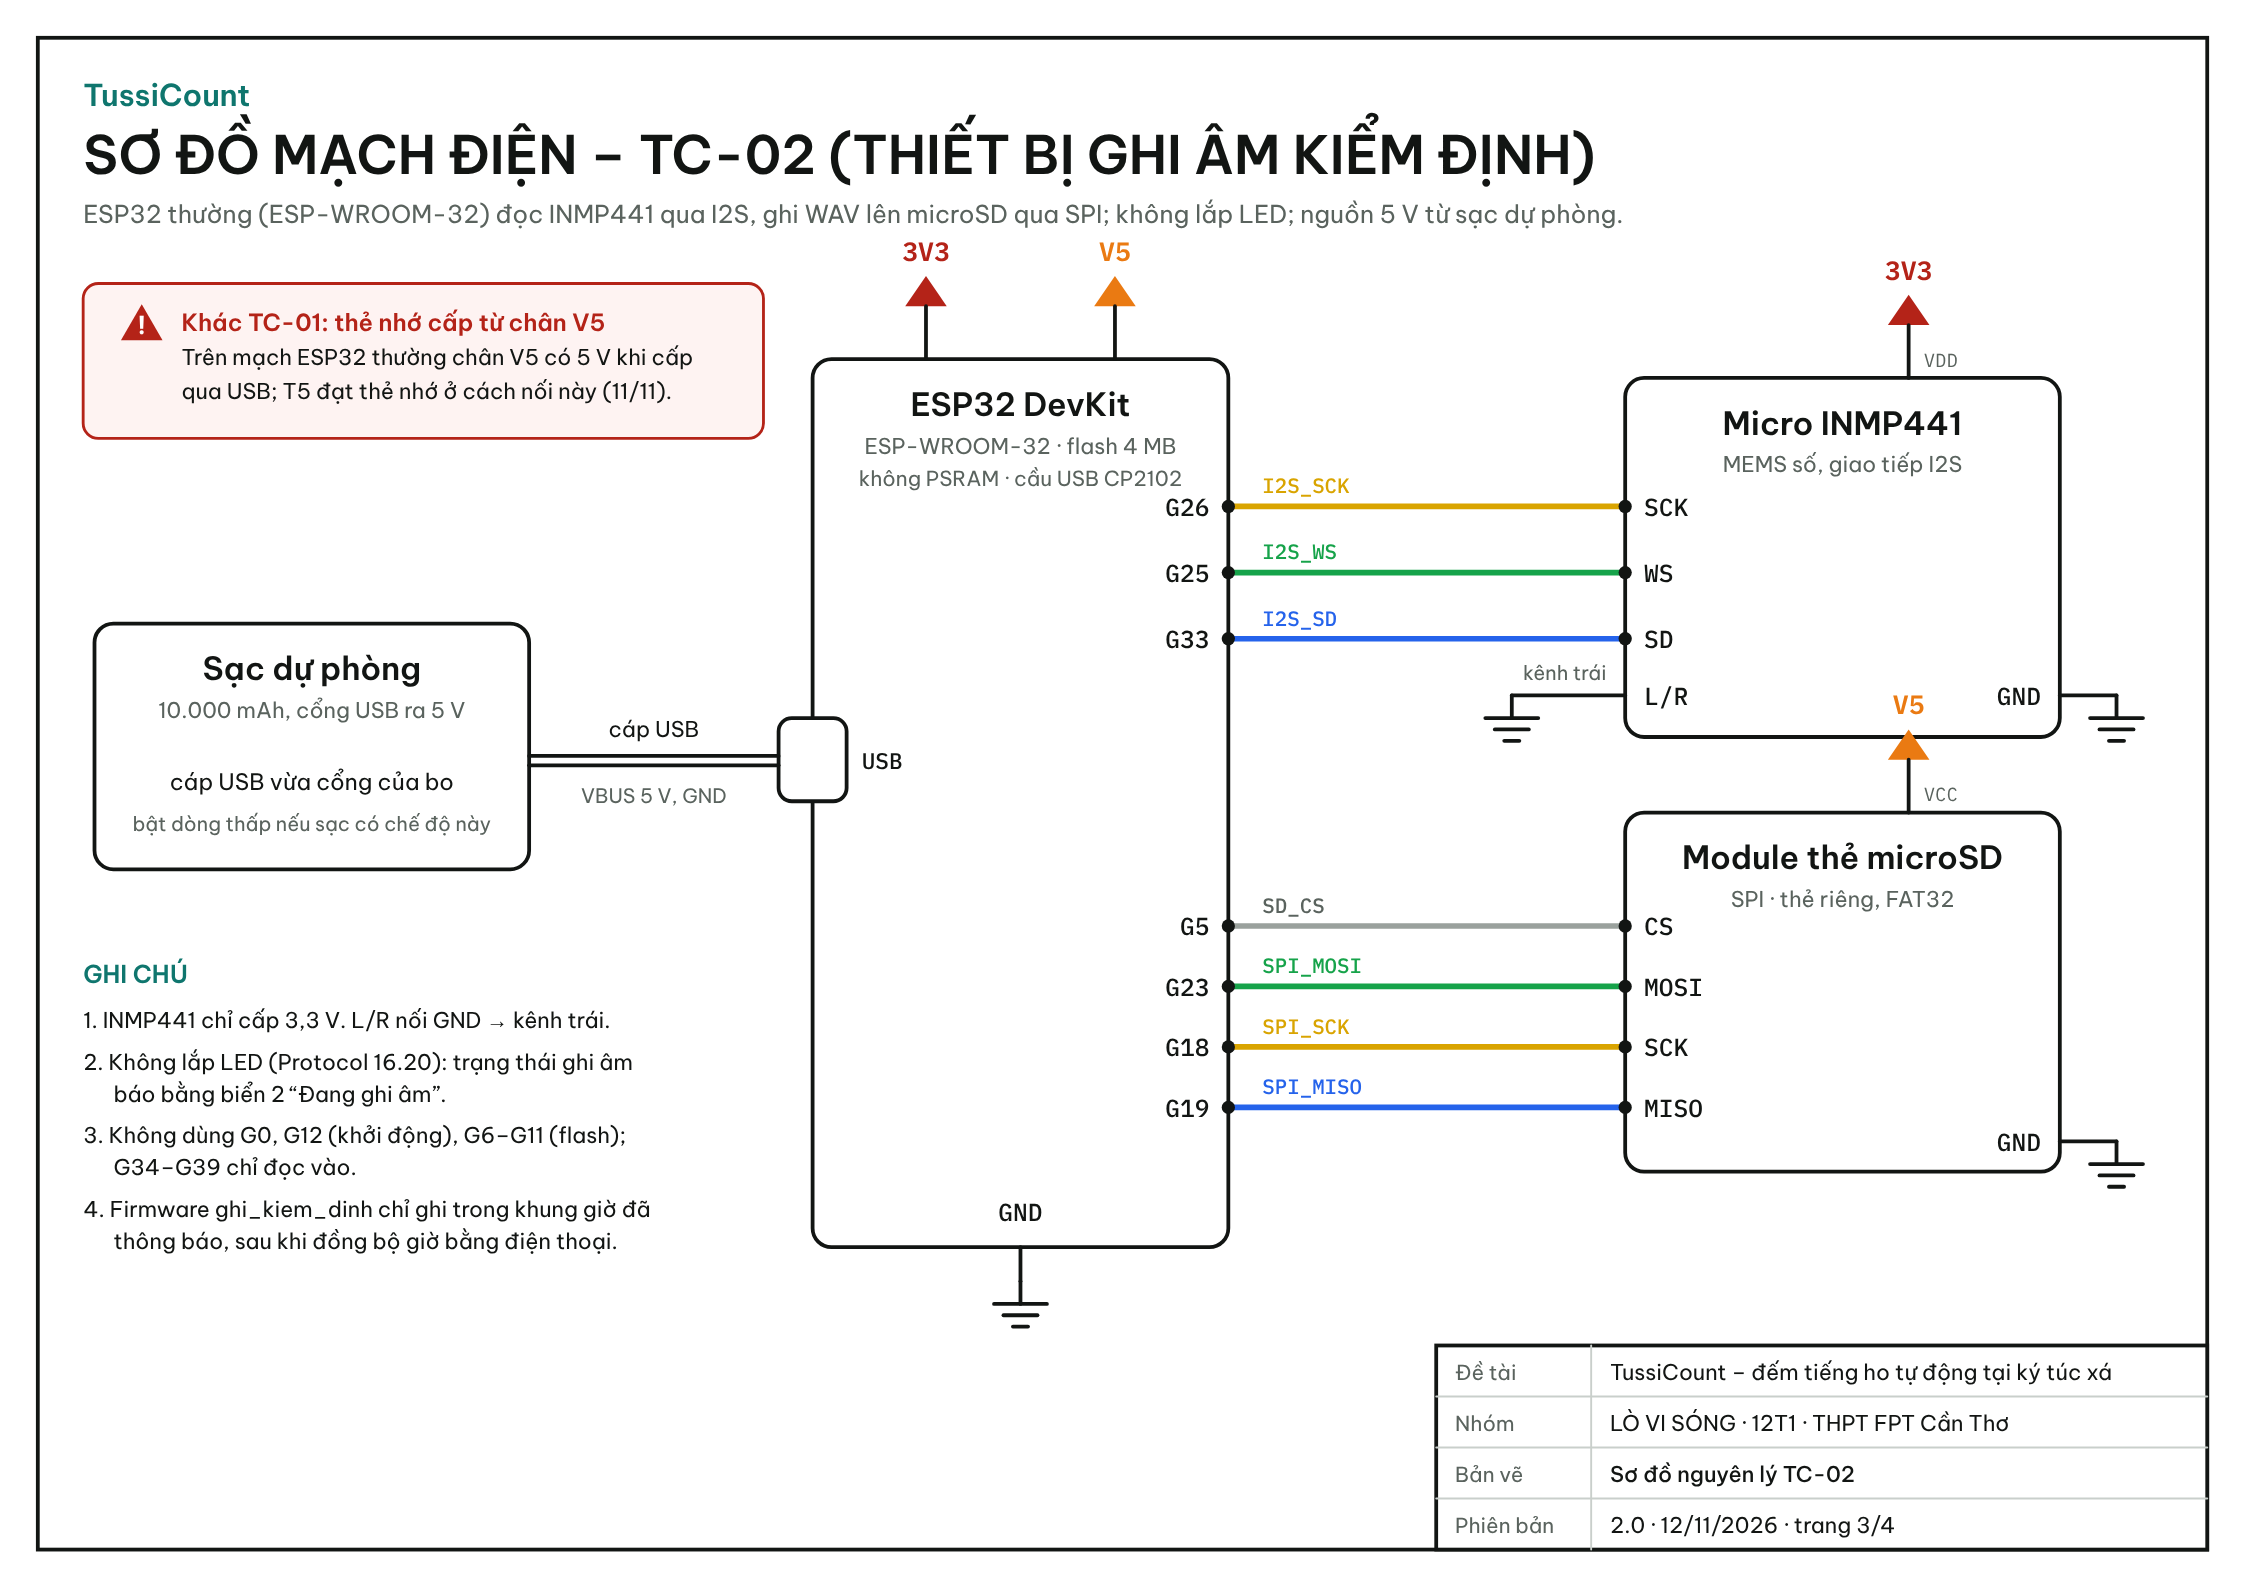 TussiCount
SƠ ĐỒ MẠCH ĐIỆN – TC-02 (THIẾT BỊ GHI ÂM KIỂM ĐỊNH)
ESP32 thường (ESP-WROOM-32) đọc INMP441 qua I2S, ghi WAV lên microSD qua SPI; không lắp LED; nguồn 5 V từ sạc dự phòng.
Khác TC-01: thẻ nhớ cấp từ chân V5
Trên mạch ESP32 thường chân V5 có 5 V khi cấp
qua USB; T5 đạt thẻ nhớ ở cách nối này (11/11).
3V3
V5
ESP32 DevKit
ESP-WROOM-32 · flash 4 MB
không PSRAM · cầu USB CP2102
G26
G25
G33
I2S_SCK
I2S_WS
I2S_SD
3V3
VDD
Micro INMP441
MEMS số, giao tiếp I2S
SCK
WS
SD
kênh trái
L/R
GND
Sạc dự phòng
10.000 mAh, cổng USB ra 5 V
cáp USB vừa cổng của bo
bật dòng thấp nếu sạc có chế độ này
cáp USB
VBUS 5 V, GND
USB
V5
VCC
Module thẻ microSD
SPI · thẻ riêng, FAT32
G5
G23
G18
G19
SD_CS
SPI_MOSI
SPI_SCK
SPI_MISO
CS
MOSI
SCK
MISO
GND
GND
GHI CHÚ
1. INMP441 chỉ cấp 3,3 V. L/R nối GND → kênh trái.
2. Không lắp LED (Protocol 16.20): trạng thái ghi âm
báo bằng biển 2 “Đang ghi âm”.
3. Không dùng G0, G12 (khởi động), G6–G11 (flash);
G34–G39 chỉ đọc vào.
4. Firmware ghi_kiem_dinh chỉ ghi trong khung giờ đã
thông báo, sau khi đồng bộ giờ bằng điện thoại.
Đề tài TussiCount – đếm tiếng ho tự động tại ký túc xá
Nhóm LÒ VI SÓNG · 12T1 · THPT FPT Cần Thơ
Bản vẽ Sơ đồ nguyên lý TC-02
Phiên bản 2.0 · 12/11/2026 · trang 3/4